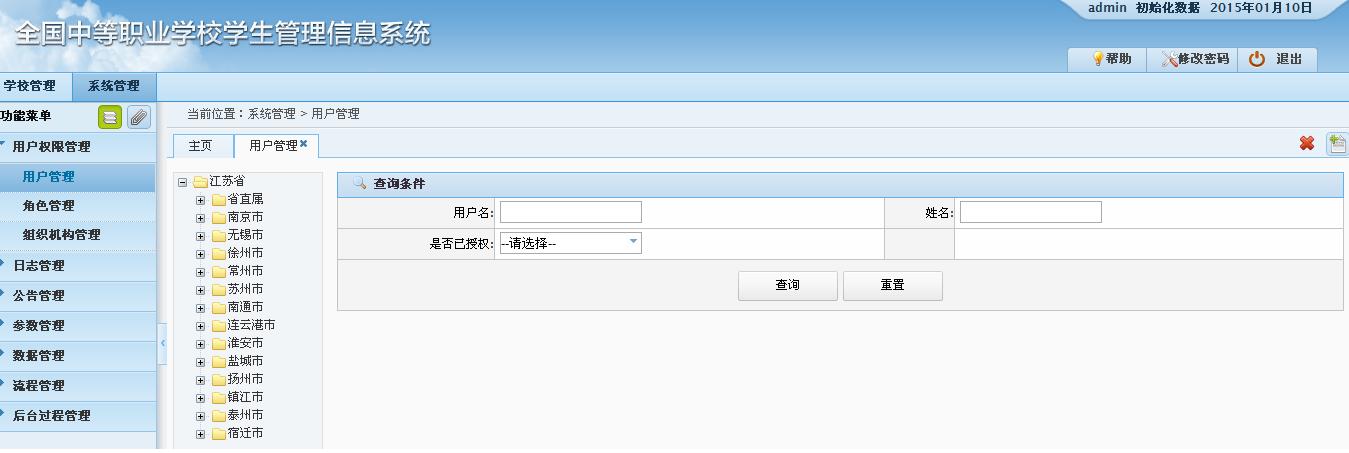 admin 初始化数据 2015年01月10日
全国中等职业学校学生管理信息系统
帮助 修改密码 退出
学校管理 系统管理
功能菜单
当前位置：系统管理 > 用户管理
主页 用户管理
用户权限管理
用户管理
角色管理
组织机构管理
日志管理
公告管理
参数管理
数据管理
流程管理
后台过程管理
江苏省
省直属
南京市
无锡市
徐州市
常州市
苏州市
南通市
连云港市
淮安市
盐城市
扬州市
镇江市
泰州市
宿迁市
查询条件
用户名: 姓名:
是否已授权: --请选择--
查询 重置